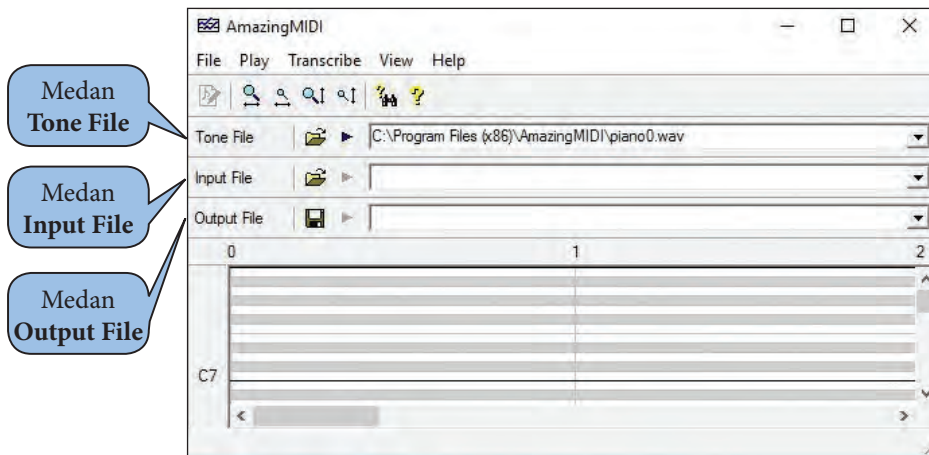 AmazingMIDI
File Play Transcribe View Help
Medan
Tone File
Tone File C:\Program Files (x86)\AmazingMIDI\piano0.wav
Medan
Input File
Input File
Medan
Output File
Output File
0 1 2
C7